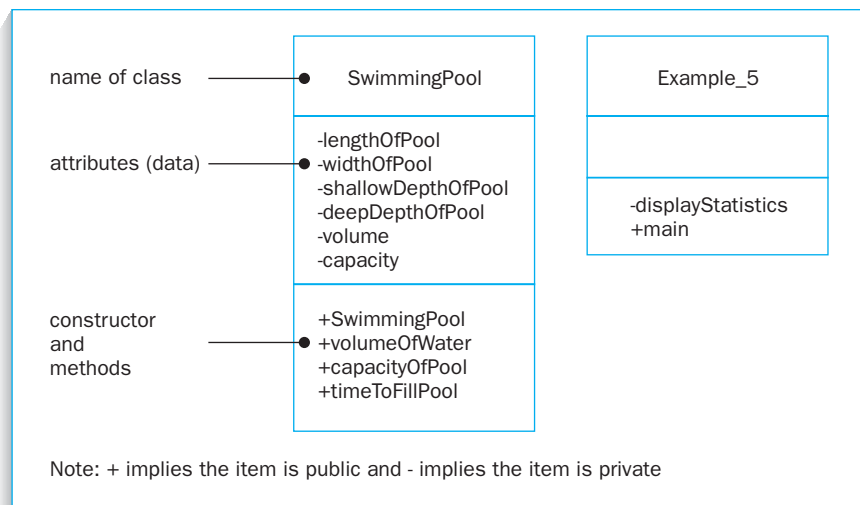 name of class
SwimmingPool
Example_5
attributes (data)
-lengthOfPool
-widthOfPool
-shallowDepthOfPool
-deepDepthOfPool
-volume
-capacity
-displayStatistics
+main
constructor
and
methods
+SwimmingPool
+volumeOfWater
+capacityOfPool
+timeToFillPool
Note: + implies the item is public and - implies the item is private